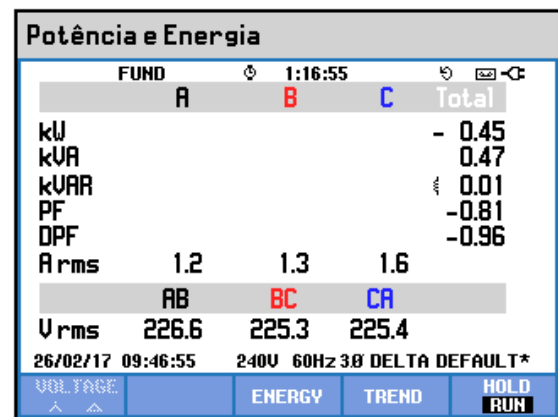 Potência e Energia
FUND 1:16:55
A B C Total
kW - 0.45
kVA 0.47
kVAR 0.01
PF -0.81
DPF -0.96
A rms 1.2 1.3 1.6
AB BC CA
V rms 226.6 225.3 225.4
26/02/17 09:46:55 240V 60Hz 3.Ø DELTA DEFAULT*
VOLTAGE ENERGY TREND HOLD
RUN